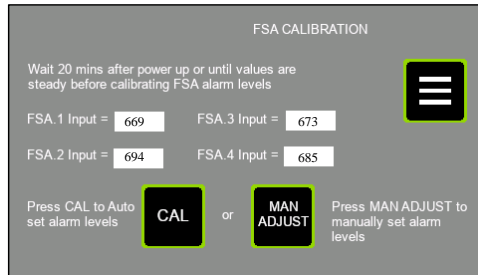 FSA CALIBRATION
Wait 20 mins after power up or until values are
steady before calibrating FSA alarm levels
FSA.1 Input = 669
FSA.3 Input = 673
FSA.2 Input = 694
FSA.4 Input = 685
Press CAL to Auto
set alarm levels
CAL
or
MAN
ADJUST
Press MAN ADJUST to
manually set alarm
levels